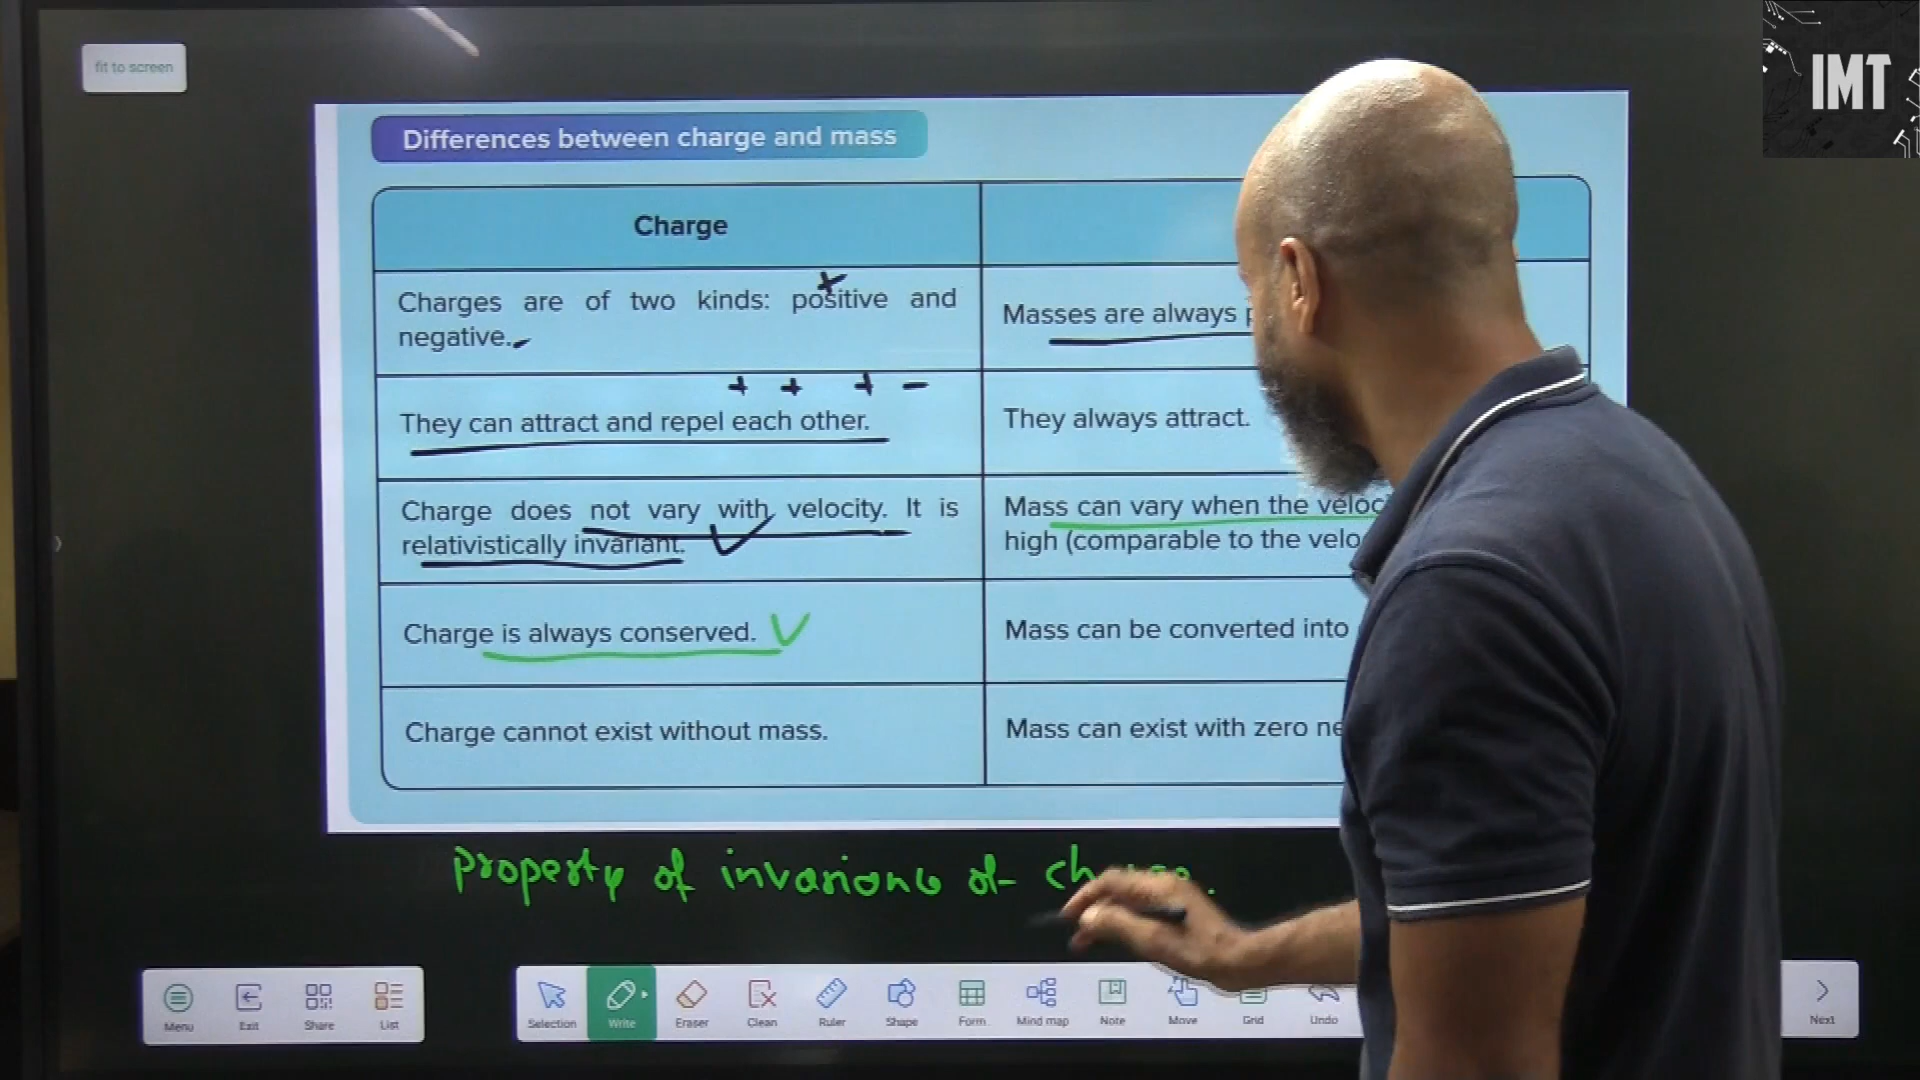 fit to screen
IMT
Differences between charge and mass
Charge
Charges are of two kinds: positive and
negative.
Masses are always
+
-
+ + + -
They can attract and repel each other.
They always attract.
Charge does not vary with velocity. It is
relativistically invariant.
Mass can vary when the
high (comparable to the
Charge is always conserved.
Mass can be converted into
Charge cannot exist without mass.
Mass can exist with zero
property of
of
Menu
Exit
Share
List
Selection
Write
Eraser
Clean
Ruler
Shape
Form
Mind map
Note
Move
Grid
Undo
Next